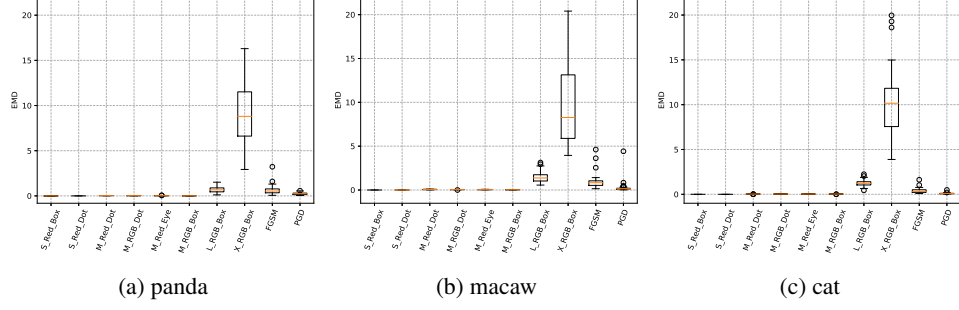 20
15
10
5
0
EMD
S_Red_Box
S_Red_Dot
M_Red_Dot
M_RGB_Dot
M_Red_Eye
M_RGB_Box
L_RGB_Box
X_RGB_Box
FGSM
PGD
(a) panda
20
15
10
5
0
EMD
S_Red_Box
S_Red_Dot
M_Red_Dot
M_RGB_Dot
M_Red_Eye
M_RGB_Box
L_RGB_Box
X_RGB_Box
FGSM
PGD
(b) macaw
20
15
10
5
0
EMD
S_Red_Box
S_Red_Dot
M_Red_Dot
M_RGB_Dot
M_Red_Eye
M_RGB_Box
L_RGB_Box
X_RGB_Box
FGSM
PGD
(c) cat